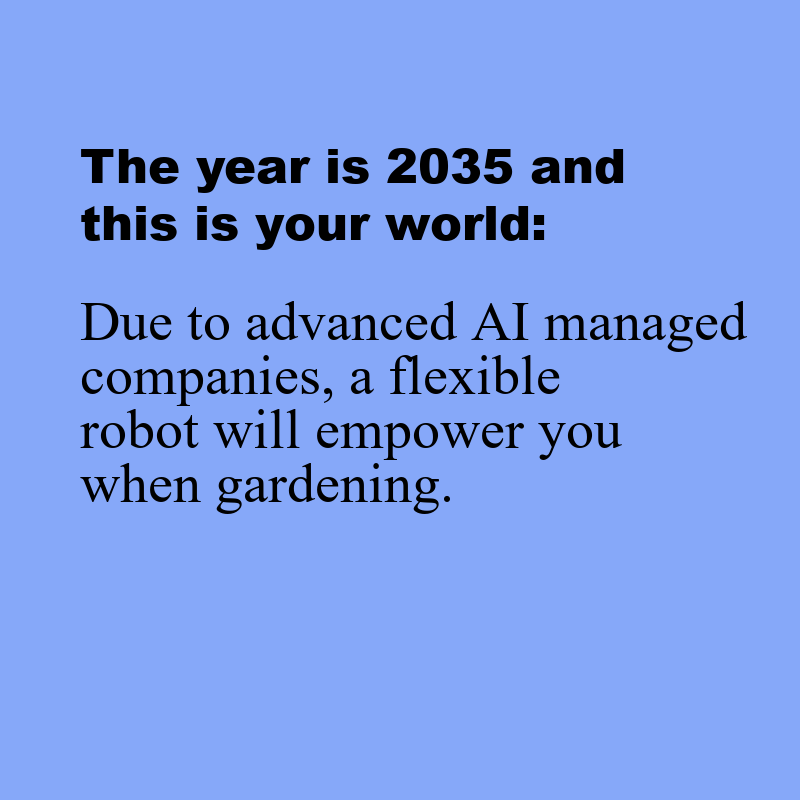 The year is 2035 and
this is your world:
Due to advanced AI managed
companies, a flexible
robot will empower you
when gardening.